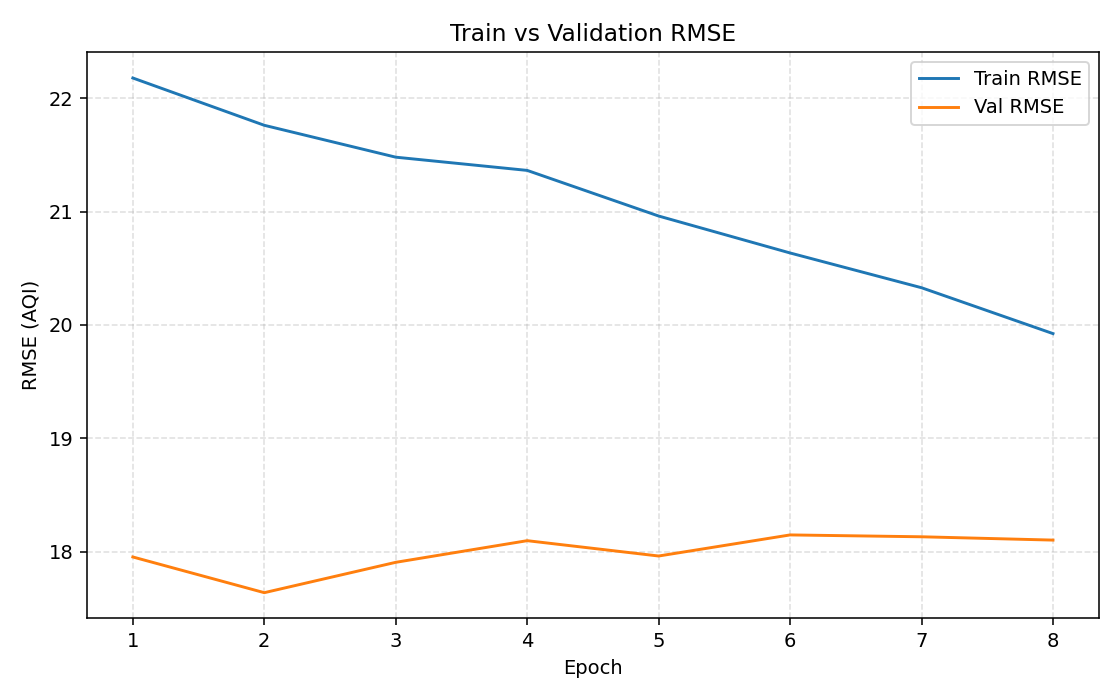 Train vs Validation RMSE
Train RMSE
Val RMSE
RMSE (AQI)
22
21
20
19
18
1 2 3 4 5 6 7 8
Epoch